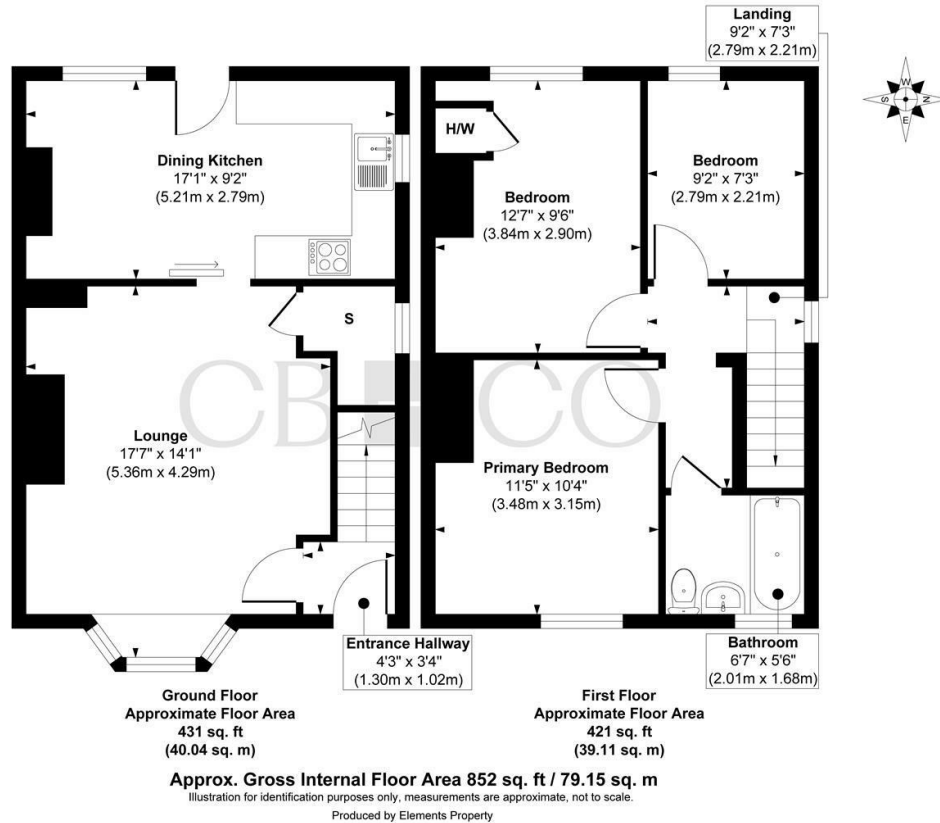 Landing
9'2" x 7'3"
(2.79m x 2.21m)
W
S
N
E
Dining Kitchen
17'1" x 9'2"
(5.21m x 2.79m)
H/W
Bedroom
12'7" x 9'6"
(3.84m x 2.90m)
Bedroom
9'2" x 7'3"
(2.79m x 2.21m)
S
CBHCO
Lounge
17'7" x 14'1"
(5.36m x 4.29m)
Primary Bedroom
11'5" x 10'4"
(3.48m x 3.15m)
Entrance Hallway
4'3" x 3'4"
(1.30m x 1.02m)
Bathroom
6'7" x 5'6"
(2.01m x 1.68m)
Ground Floor
Approximate Floor Area
431 sq. ft
(40.04 sq. m)
First Floor
Approximate Floor Area
421 sq. ft
(39.11 sq. m)
Approx. Gross Internal Floor Area 852 sq. ft / 79.15 sq. m
Illustration for identification purposes only, measurements are approximate, not to scale.
Produced by Elements Property